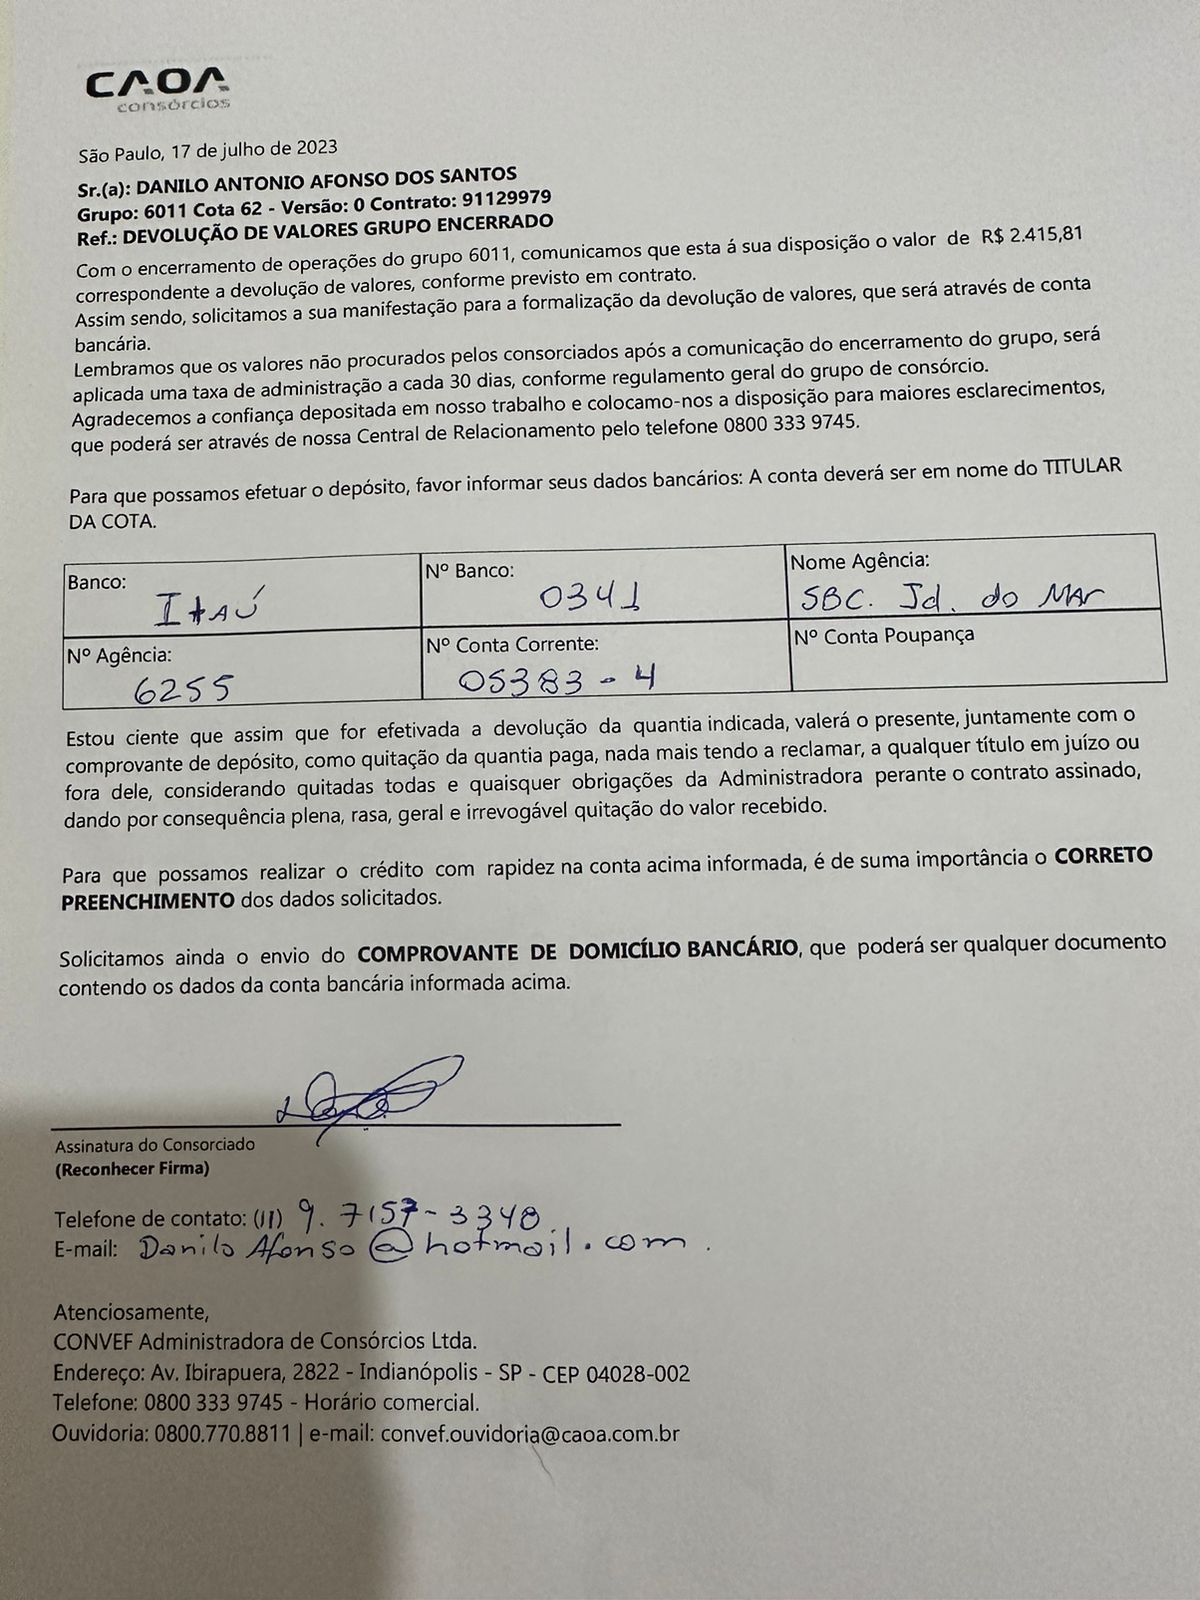 CAOA
consórcios
São Paulo, 17 de julho de 2023
Sr.(a): DANILO ANTONIO AFONSO DOS SANTOS
Grupo: 6011 Cota 62 - Versão: 0 Contrato: 91129979
Ref.: DEVOLUÇÃO DE VALORES GRUPO ENCERRADO
Com o encerramento de operações do grupo 6011, comunicamos que esta á sua disposição o valor de R$ 2.415,81
correspondente a devolução de valores, conforme previsto em contrato.
Assim sendo, solicitamos a sua manifestação para a formalização da devolução de valores, que será através de conta
bancária.
Lembramos que os valores não procurados pelos consorciados após a comunicação do encerramento do grupo, será
aplicada uma taxa de administração a cada 30 dias, conforme regulamento geral do grupo de consórcio.
Agradecemos a confiança depositada em nosso trabalho e colocamo-nos a disposição para maiores esclarecimentos,
que poderá ser através de nossa Central de Relacionamento pelo telefone 0800 333 9745.
Para que possamos efetuar o depósito, favor informar seus dados bancários: A conta deverá ser em nome do TITULAR
DA COTA.
Banco: Itaú
Nº Banco: 0341
Nome Agência: SBC. Jd. do Mar
Nº Agência: 6255
Nº Conta Corrente: 05383-4
Nº Conta Poupança
Estou ciente que assim que for efetivada a devolução da quantia indicada, valerá o presente, juntamente com o
comprovante de depósito, como quitação da quantia paga, nada mais tendo a reclamar, a qualquer título em juízo ou
fora dele, considerando quitadas todas e quaisquer obrigações da Administradora perante o contrato assinado,
dando por consequência plena, rasa, geral e irrevogável quitação do valor recebido.
Para que possamos realizar o crédito com rapidez na conta acima informada, é de suma importância o CORRETO
PREENCHIMENTO dos dados solicitados.
Solicitamos ainda o envio do COMPROVANTE DE DOMICÍLIO BANCÁRIO, que poderá ser qualquer documento
contendo os dados da conta bancária informada acima.
Assinatura do Consorciado
(Reconhecer Firma)
Telefone de contato: (11) 9. 7157-3348
E-mail: Danilo Afonso@hotmail.com.
Atenciosamente,
CONVEF Administradora de Consórcios Ltda.
Endereço: Av. Ibirapuera, 2822 - Indianópolis - SP - CEP 04028-002
Telefone: 0800 333 9745 - Horário comercial.
Ouvidoria: 0800.770.8811 | e-mail: convef.ouvidoria@caoa.com.br